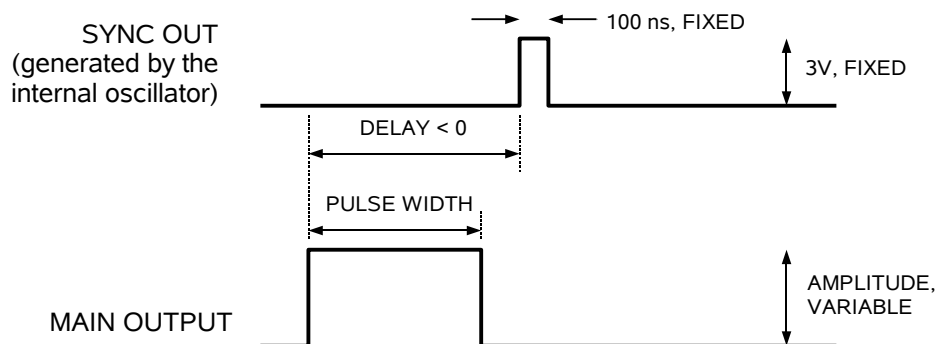 SYNC OUT
(generated by the
internal oscillator)
100 ns, FIXED
3V, FIXED
DELAY < 0
PULSE WIDTH
MAIN OUTPUT
AMPLITUDE,
VARIABLE